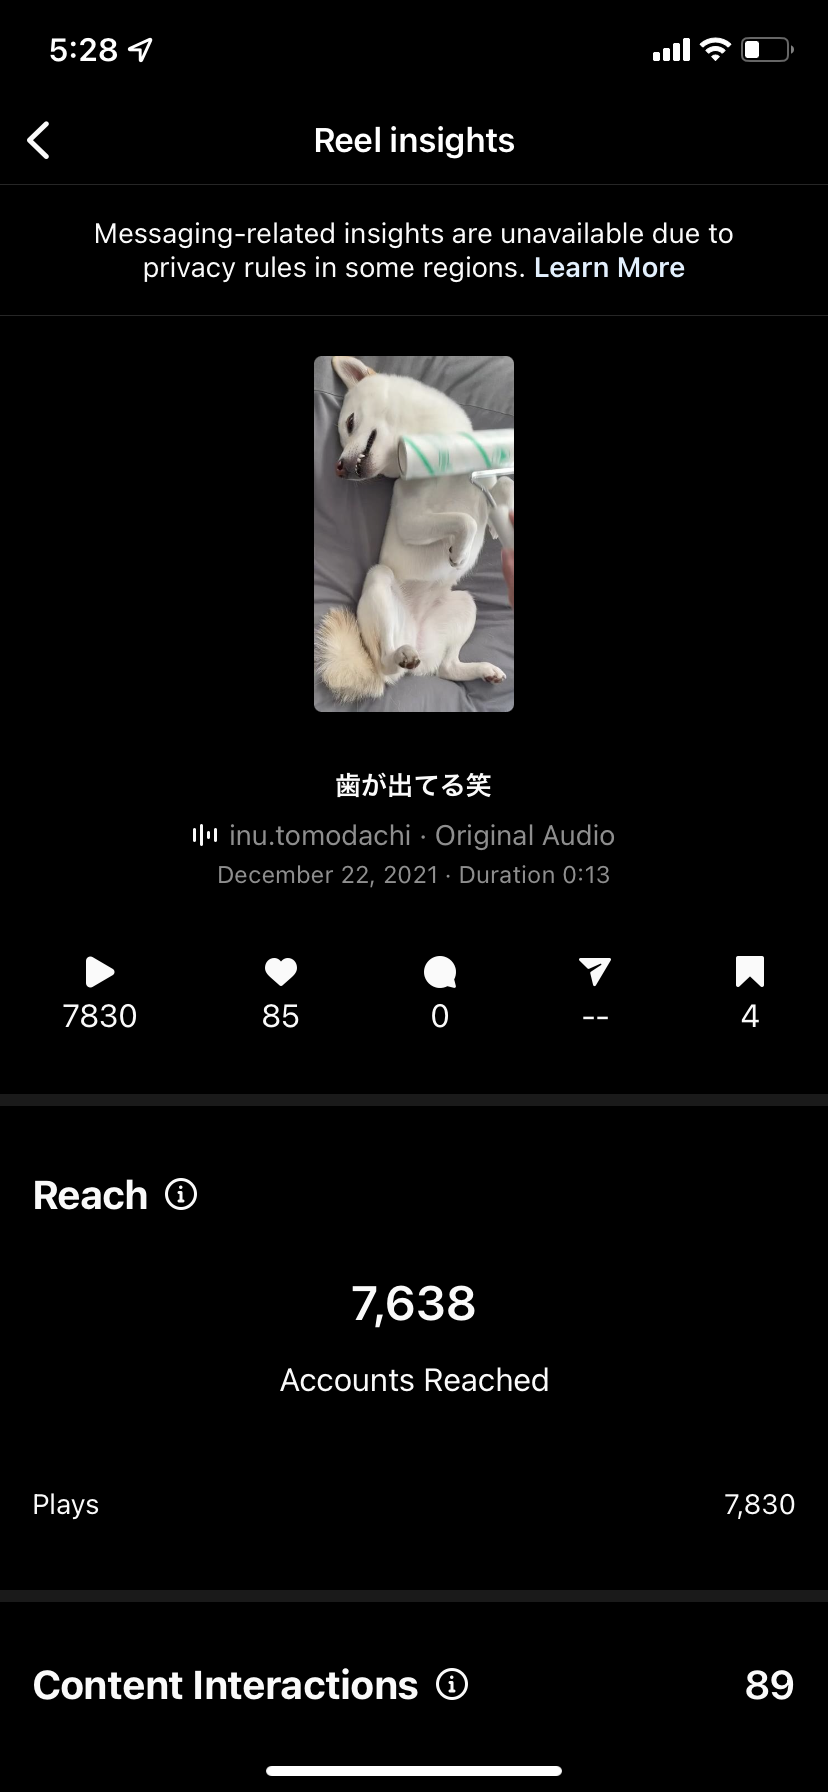 5:28
Reel insights
Messaging-related insights are unavailable due to
privacy rules in some regions. Learn More
歯が出てる笑
inu.tomodachi · Original Audio
December 22, 2021 · Duration 0:13
7830 85 0 -- 4
Reach
7,638
Accounts Reached
Plays 7,830
Content Interactions 89